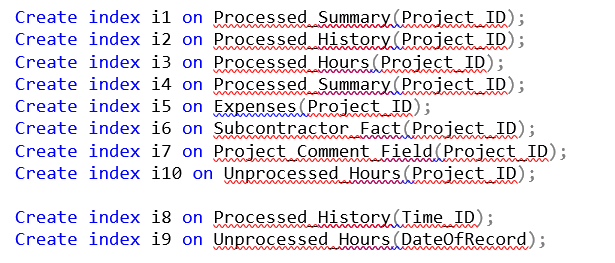 Create index i1 on Processed_Summary(Project_ID);
Create index i2 on Processed_History(Project_ID);
Create index i3 on Processed_Hours(Project_ID);
Create index i4 on Processed_Summary(Project_ID);
Create index i5 on Expenses(Project_ID);
Create index i6 on Subcontractor_Fact(Project_ID);
Create index i7 on Project_Comment_Field(Project_ID);
Create index i10 on Unprocessed_Hours(Project_ID);
Create index i8 on Processed_History(Time_ID);
Create index i9 on Unprocessed_Hours(DateOfRecord);